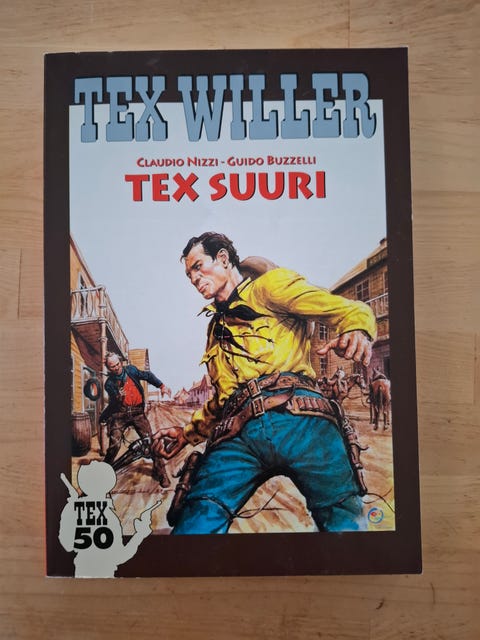 TEX WILLER
CLAUDIO NIZZI - GUIDO BUZZELLI
TEX SUURI
TEX
50